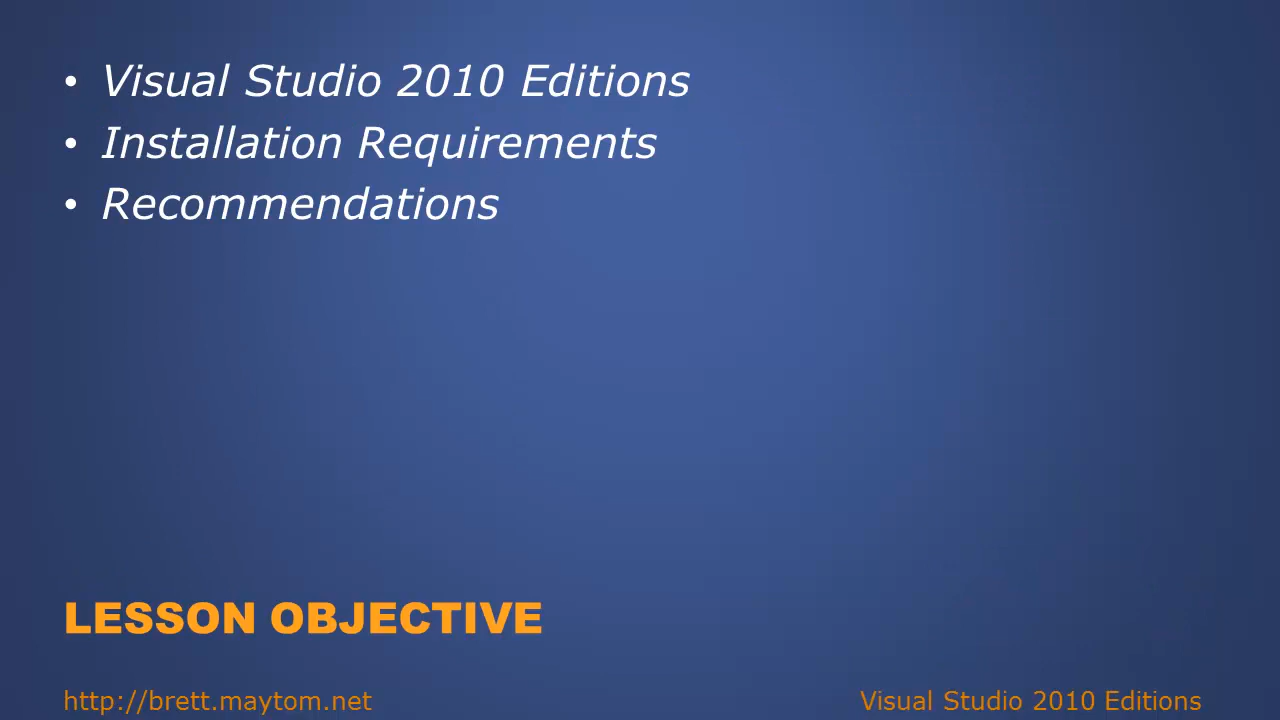 • Visual Studio 2010 Editions
• Installation Requirements
• Recommendations
LESSON OBJECTIVE
http://brett.maytom.net
Visual Studio 2010 Editions